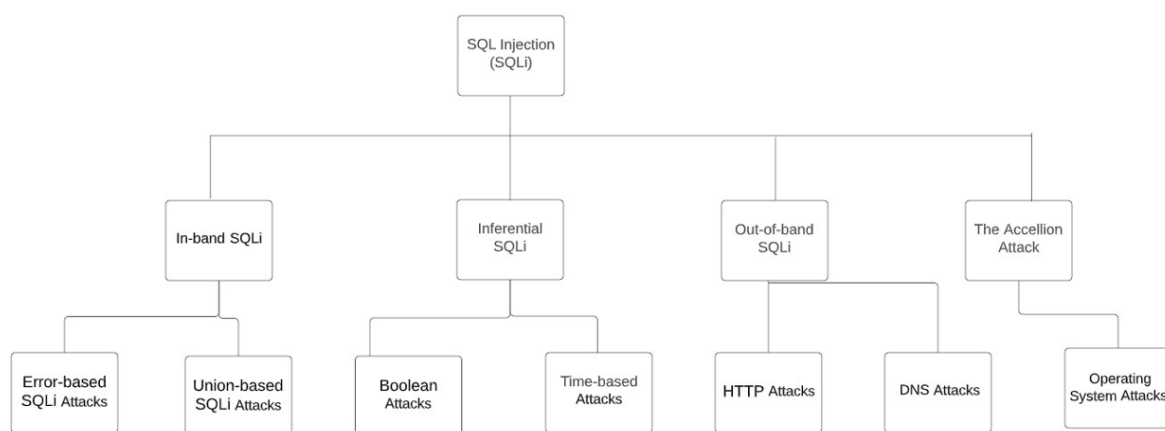 SQL Injection
(SQLi)
In-band SQLi
Inferential
SQLi
Out-of-band
SQLi
The Accellion
Attack
Error-based
SQLi Attacks
Union-based
SQLi Attacks
Boolean
Attacks
Time-based
Attacks
HTTP Attacks
DNS Attacks
Operating
System Attacks